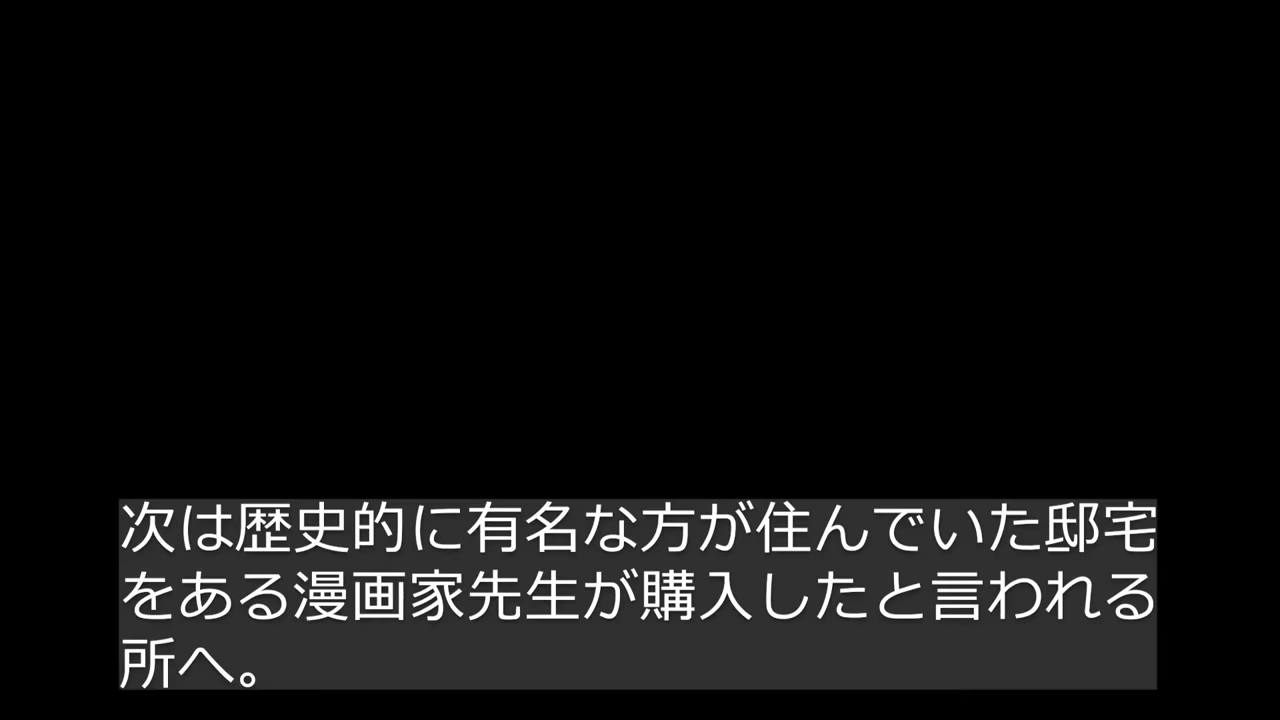 次は歴史的に有名な方が住んでいた邸宅
をある漫画家先生が購入したと言われる
所へ。